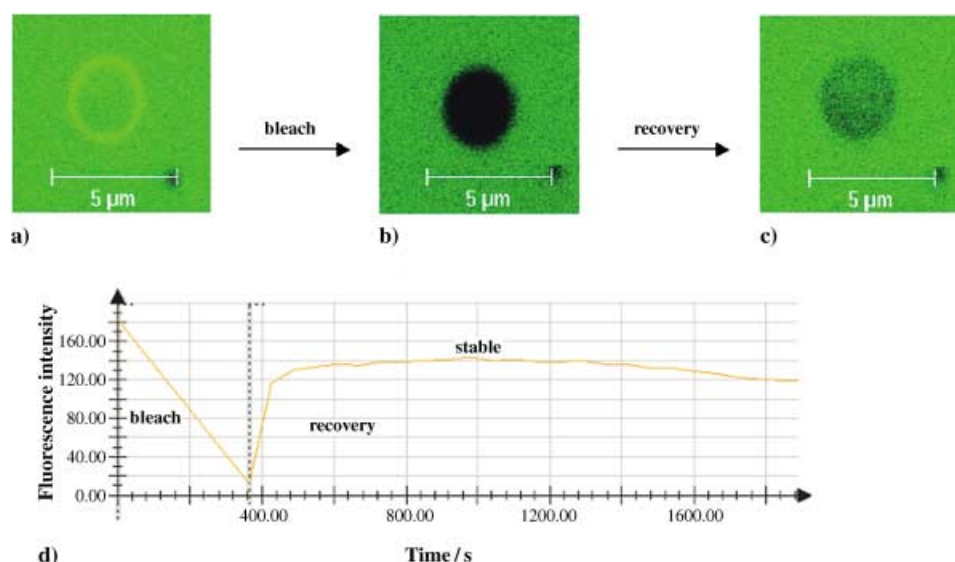 bleach
recovery
5 µm
5 µm
5 µm
a)
b)
c)
Fluorescence intensity
160.00
120.00
80.00
40.00
0.00
bleach
recovery
stable
400.00
800.00
1200.00
1600.00
d)
Time / s